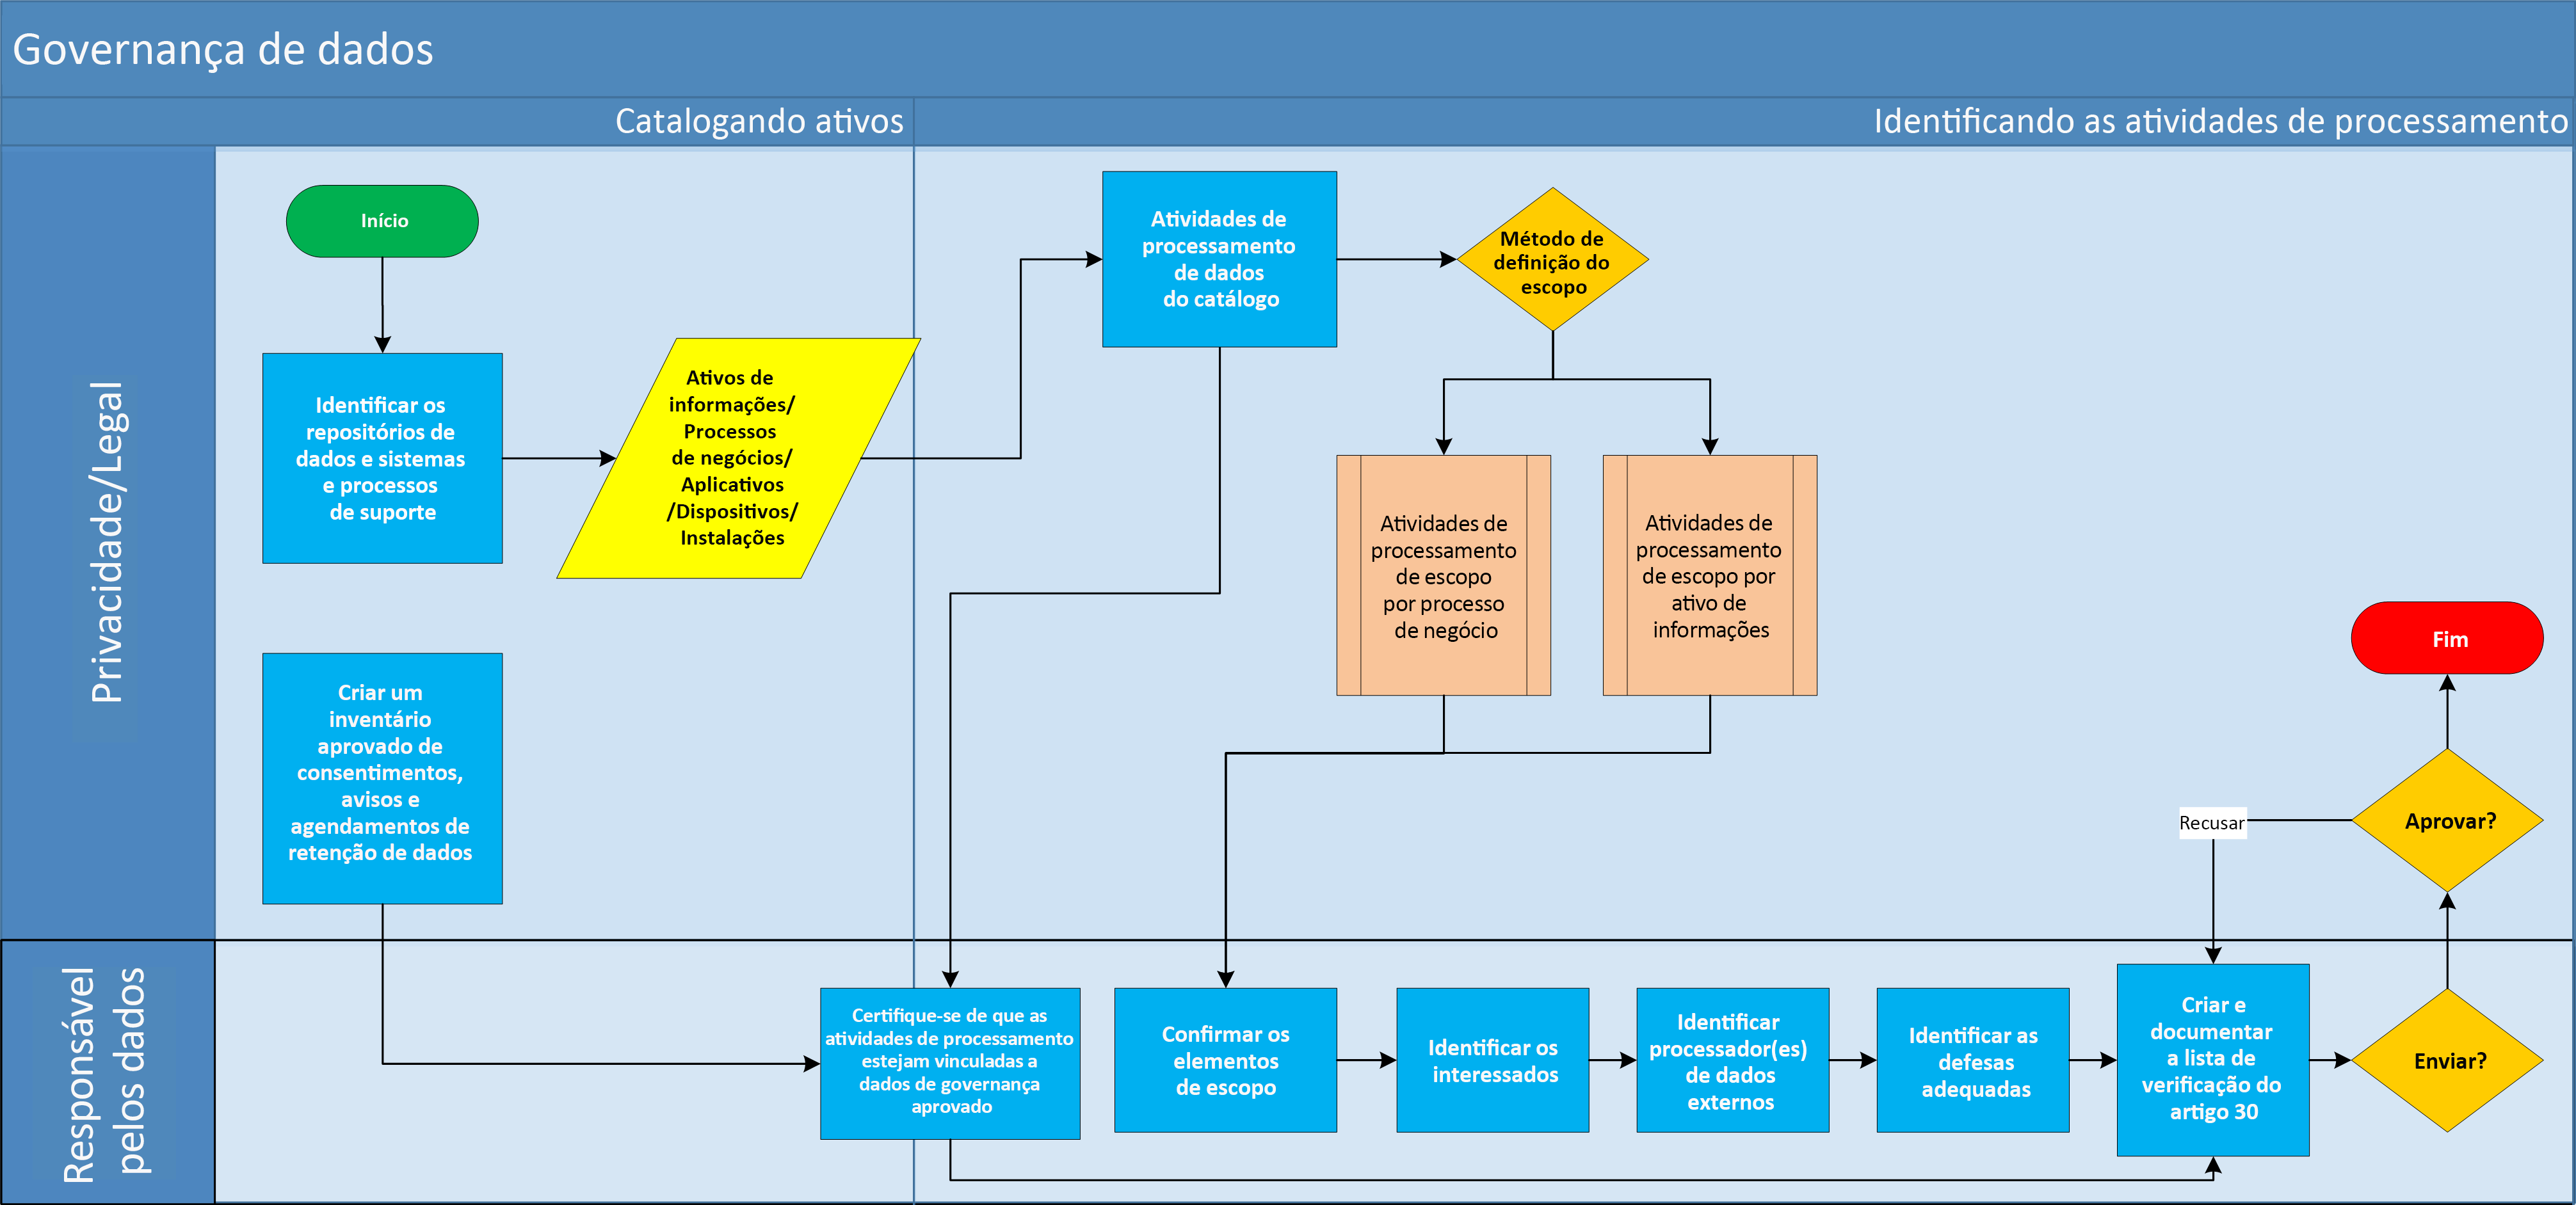 Governança de dados
Catalogando ativos
Identificando as atividades de processamento
Privacidade/Legal
Início
Identificar os
repositórios de
dados e sistemas
e processos
de suporte
Ativos de
informações/
Processos
de negócios/
Aplicativos
/Dispositivos/
Instalações
Atividades de
processamento
de dados
do catálogo
Método de
definição do
escopo
Atividades de
processamento
de escopo
por processo
de negócio
Atividades de
processamento
de escopo por
ativo de
informações
Criar um
inventário
aprovado de
consentimentos,
avisos e
agendamentos de
retenção de dados
Fim
Aprovar?
Recusar
Responsável
pelos dados
Certifique-se de que as
atividades de processamento
estejam vinculadas a
dados de governança
aprovado
Confirmar os
elementos
de escopo
Identificar os
interessados
Identificar
processador(es)
de dados
externos
Identificar as
defesas
adequadas
Criar e
documentar
a lista de
verificação do
artigo 30
Enviar?